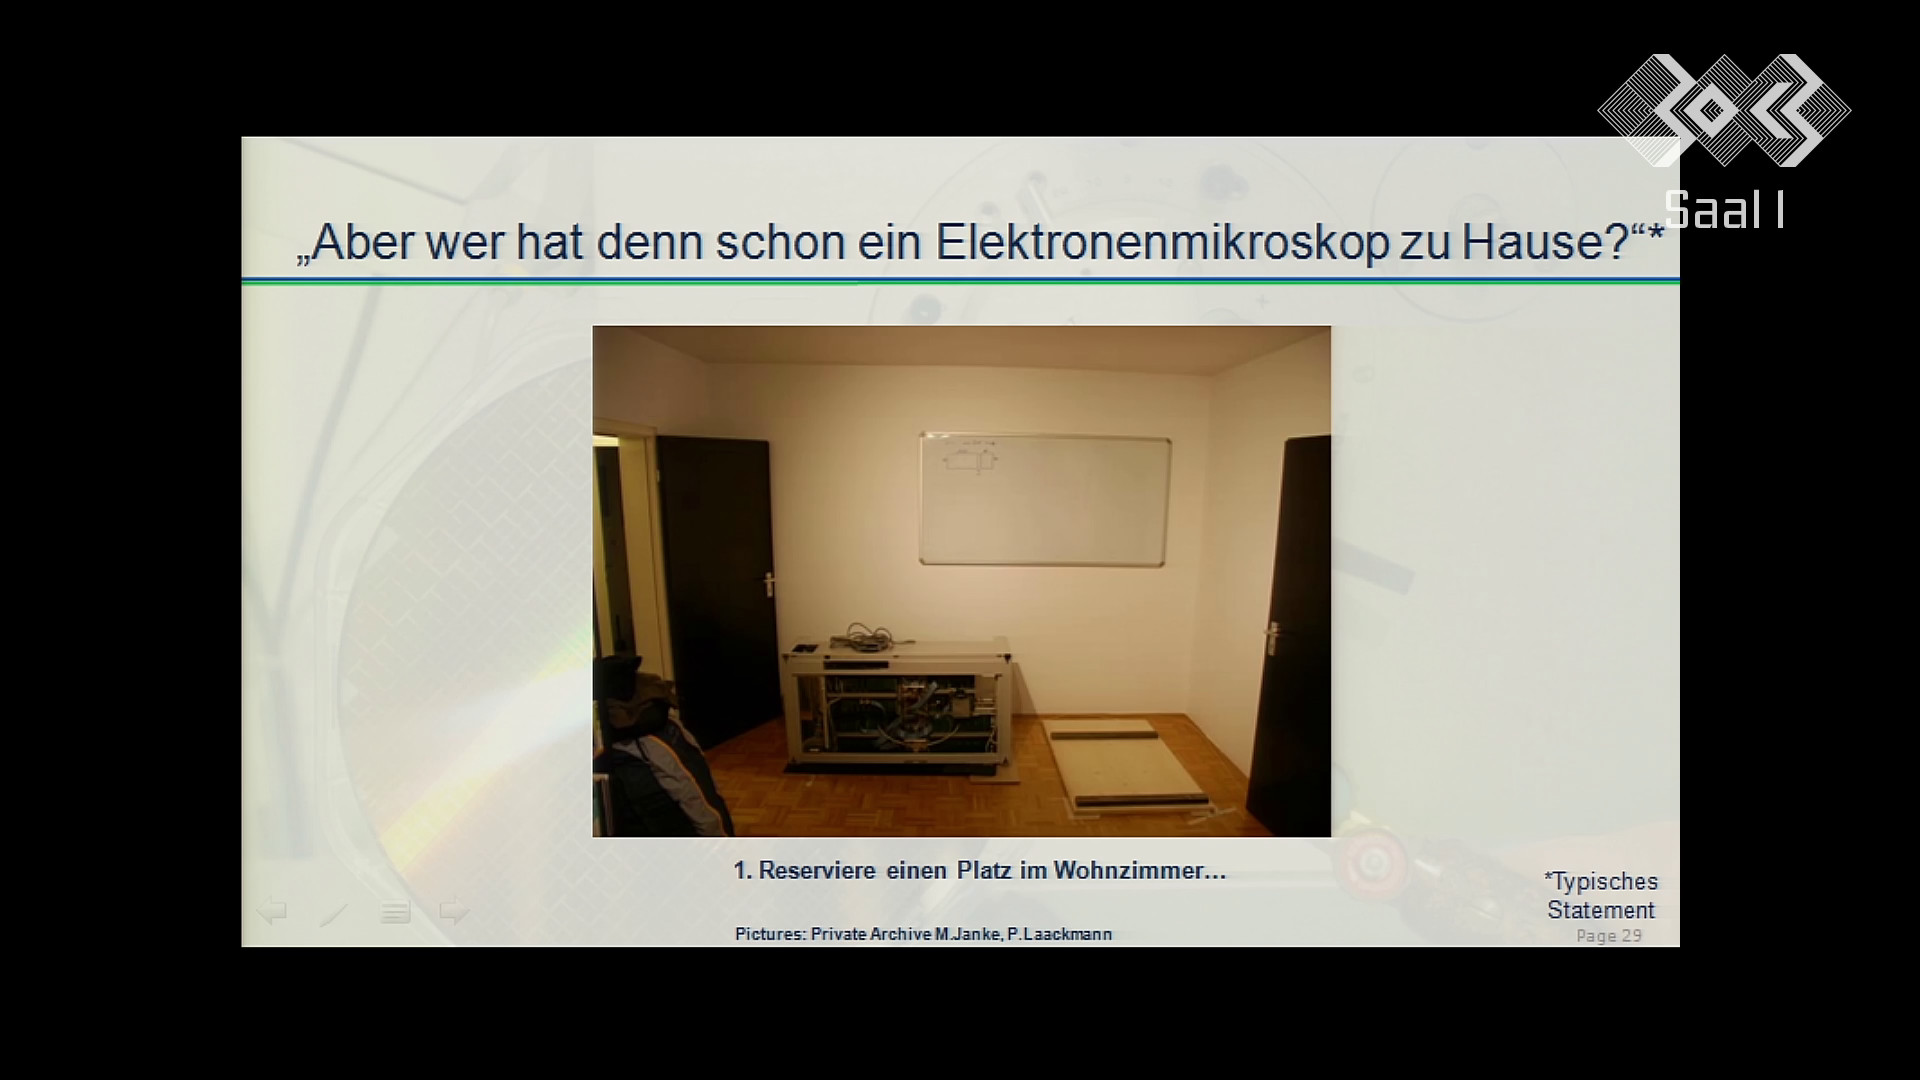 Saal 1
„Aber wer hat denn schon ein Elektronenmikroskop zu Hause?“*
1. Reserviere einen Platz im Wohnzimmer...
*Typisches
Statement
Pictures: Private Archive M.Janke, P.Laackmann
Page 29